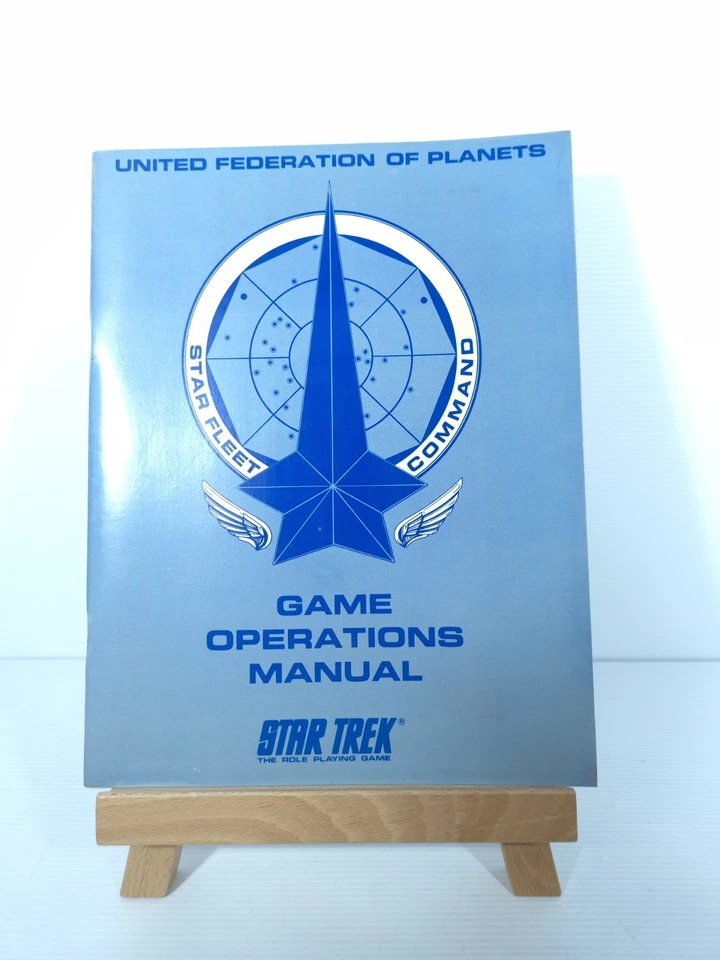 UNITED FEDERATION OF PLANETS
STAR FLEET
COMMAND
GAME
OPERATIONS
MANUAL
STAR TREK®
THE ROLE PLAYING GAME